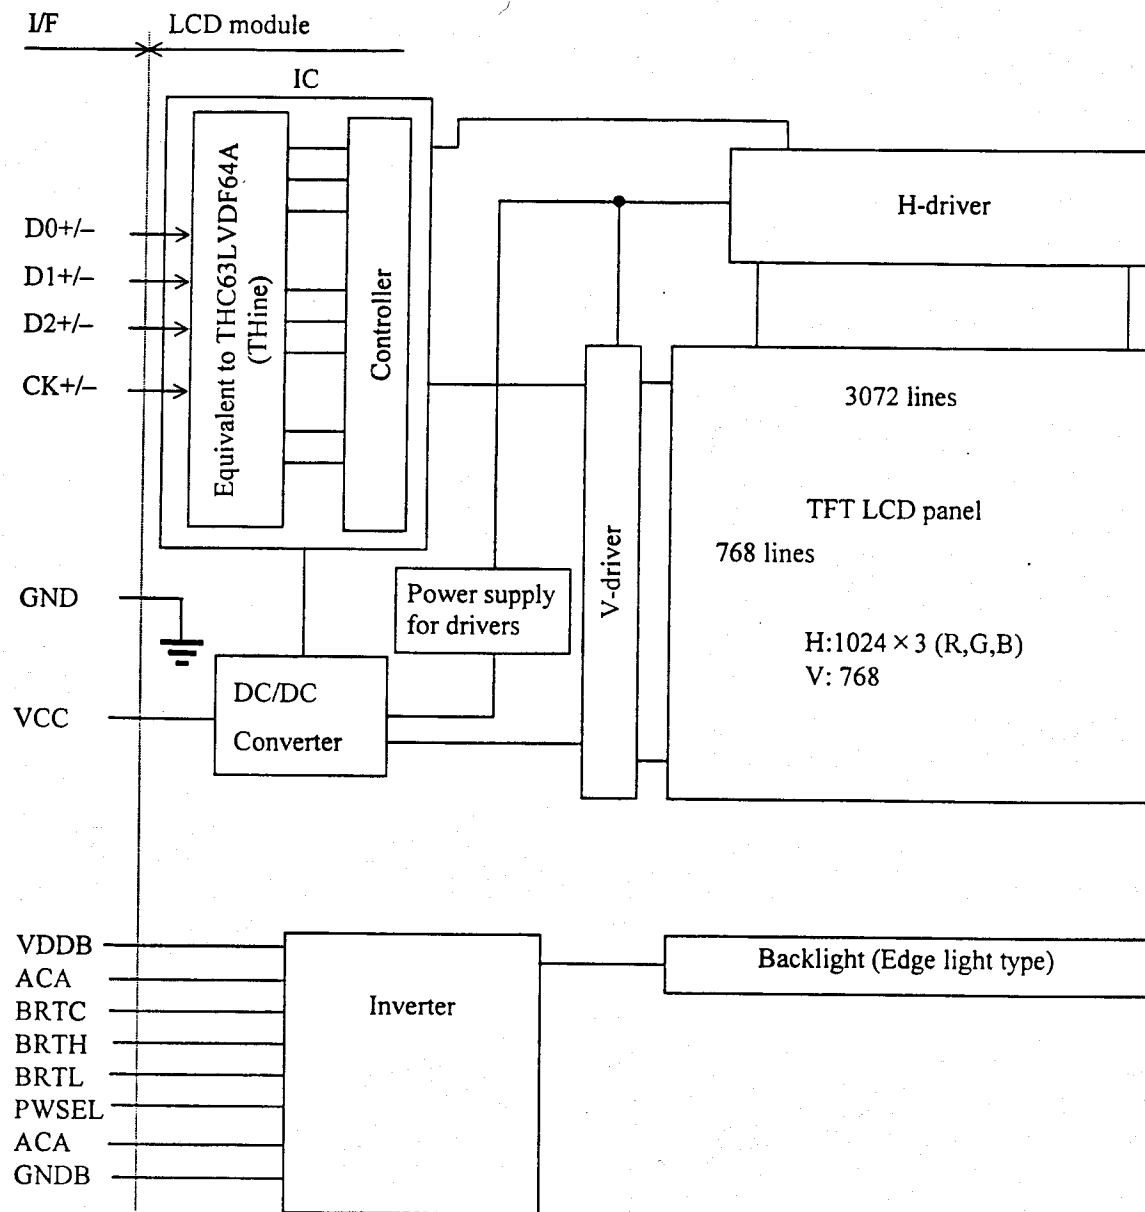 I/F
LCD module
IC
D0+/–
D1+/–
D2+/–
CK+/–
Equivalent to THC63LVDF64A
(THine)
Controller
H-driver
3072 lines
TFT LCD panel
768 lines
H:1024×3 (R,G,B)
V: 768
V-driver
GND
Power supply
for drivers
VCC
DC/DC
Converter
VDDB
ACA
BRTC
BRTH
BRTL
PWSEL
ACA
GNDB
Inverter
Backlight (Edge light type)